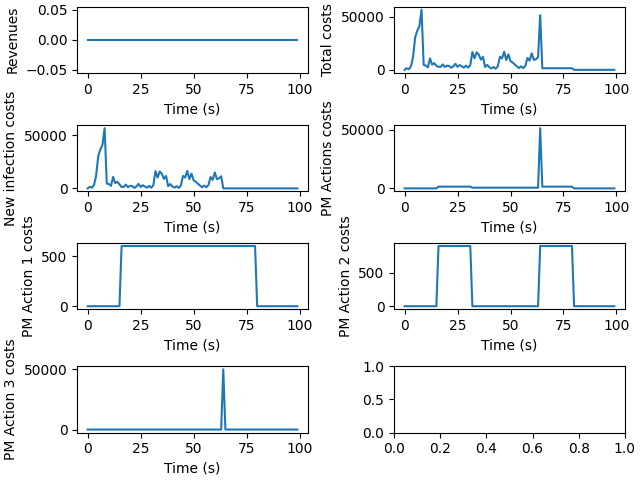 Revenues
0.05
0.00
−0.05
0 25 50 75 100
Time (s)
Total costs
50000
0
0 25 50 75 100
Time (s)
New infection costs
50000
0
0 25 50 75 100
Time (s)
PM Actions costs
50000
0
0 25 50 75 100
Time (s)
PM Action 1 costs
500
0
0 25 50 75 100
Time (s)
PM Action 2 costs
500
0
0 25 50 75 100
Time (s)
PM Action 3 costs
50000
0
0 25 50 75 100
Time (s)
1.0
0.5
0.0
0.0 0.2 0.4 0.6 0.8 1.0